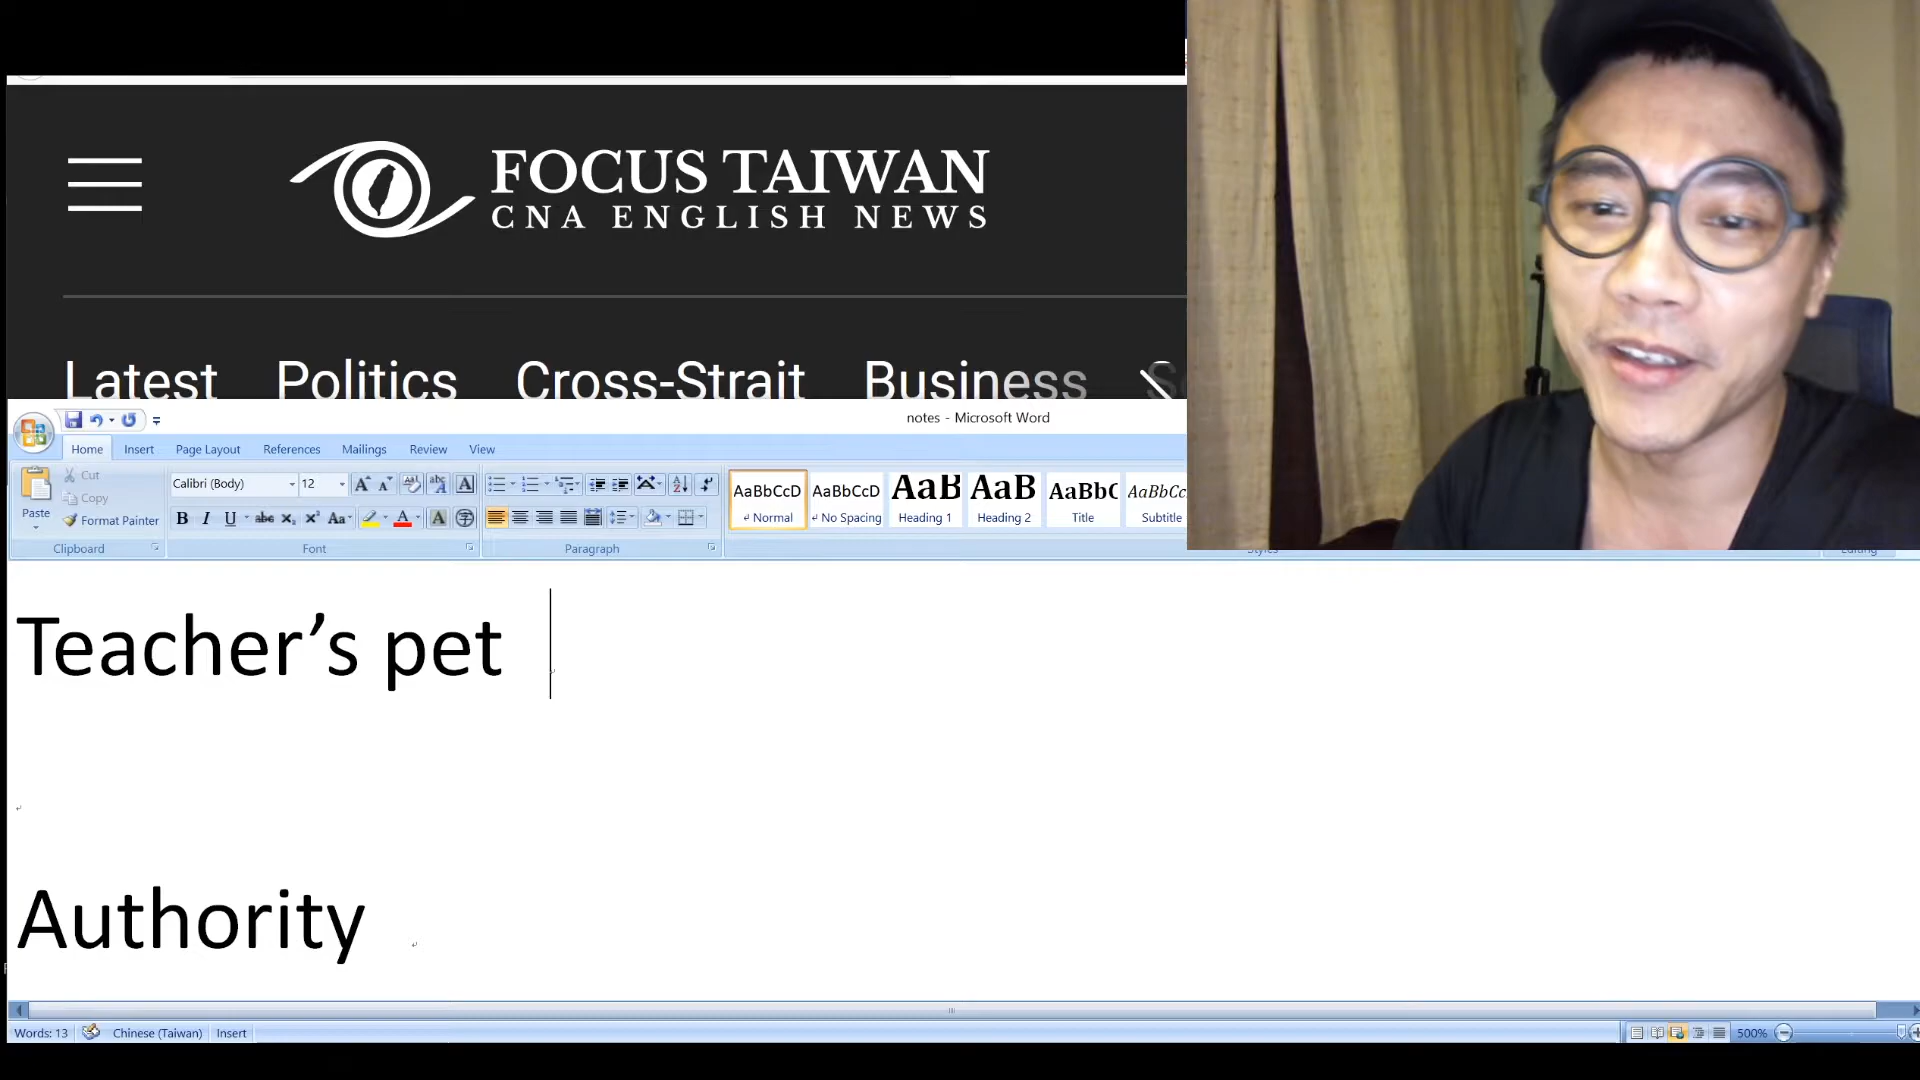 FOCUS TAIWAN
CNA ENGLISH NEWS
Latest Politics Cross-Strait Business
notes - Microsoft Word
Home Insert Page Layout References Mailings Review View
Paste
Cut
Copy
Format Painter
Clipboard
Calibri (Body) 12
Font
Paragraph
AaBbCcD AaBbCcD AaB AaB AaBbC AaBbCc
Normal No Spacing Heading 1 Heading 2 Title Subtitle
Styles
Editing
Teacher’s pet
Authority
Words: 13 Chinese (Taiwan) Insert
500%